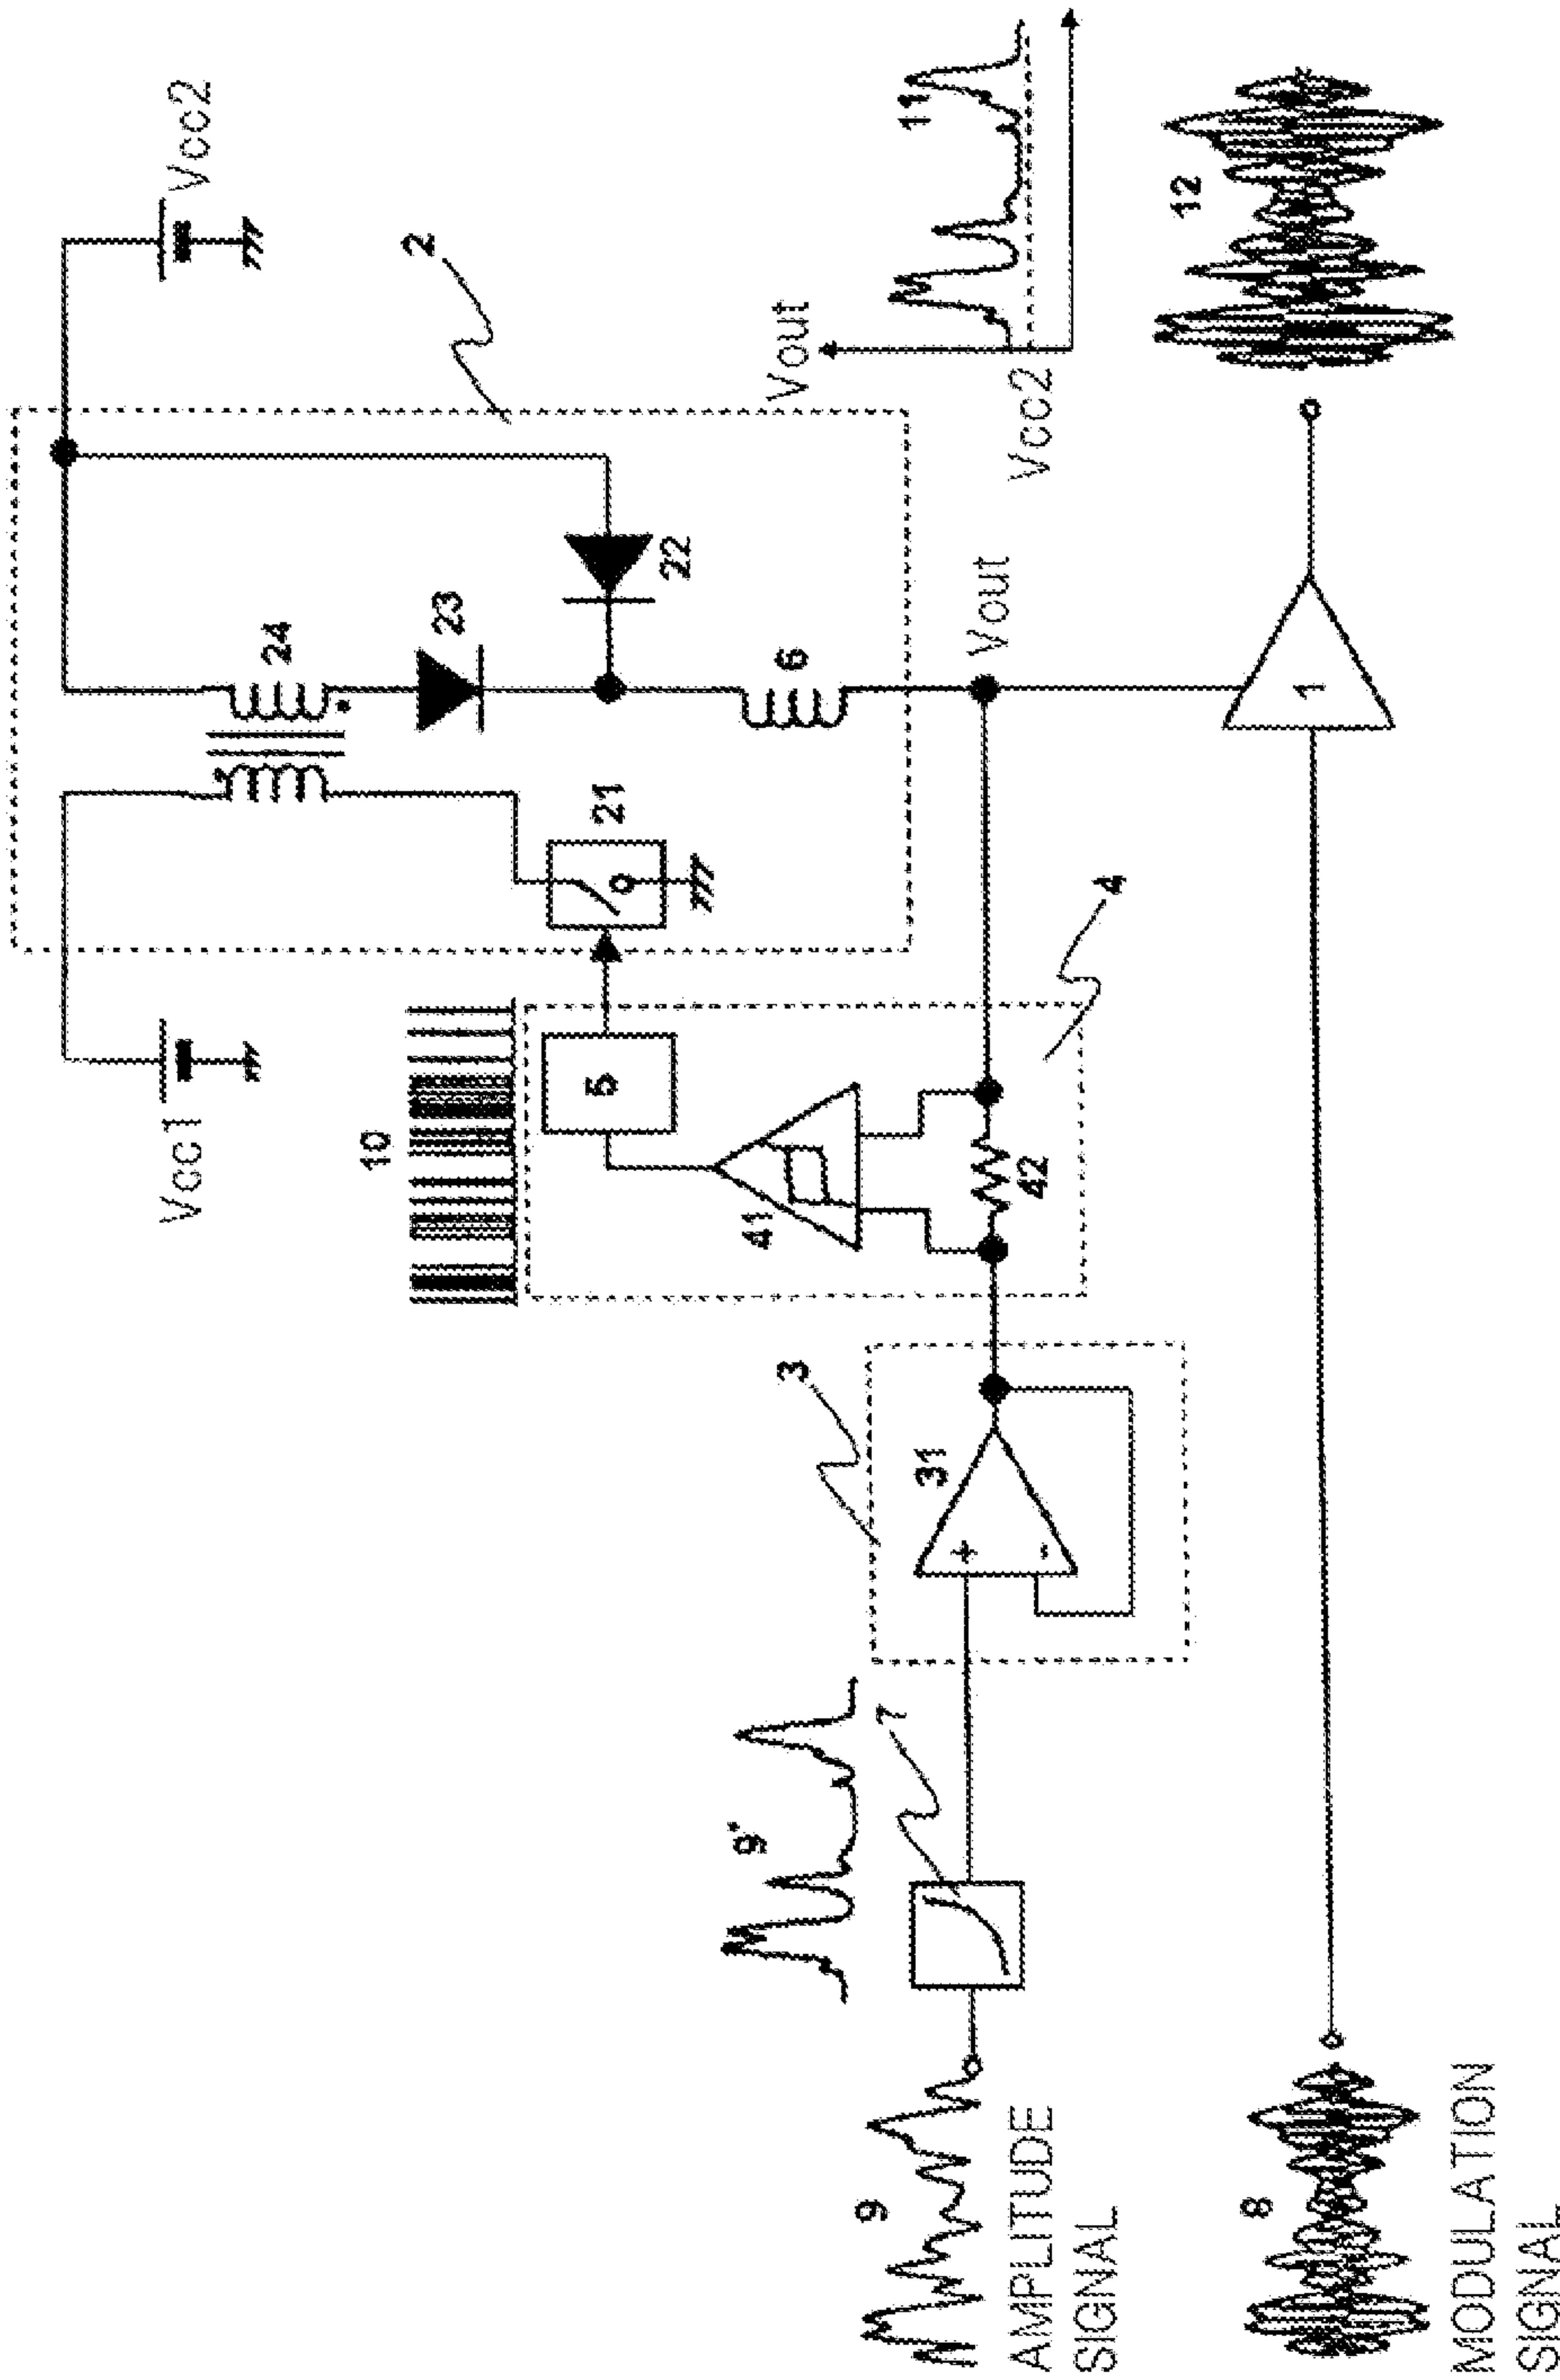 Vcc1
Vcc2
10
24
23
2
21
22
5
41
6
Vout
11
Vout
Vcc2
9'
3
31
+
-
42
4
9
7
AMPLITUDE
SIGNAL
12
8
1
MODULATION
SIGNAL